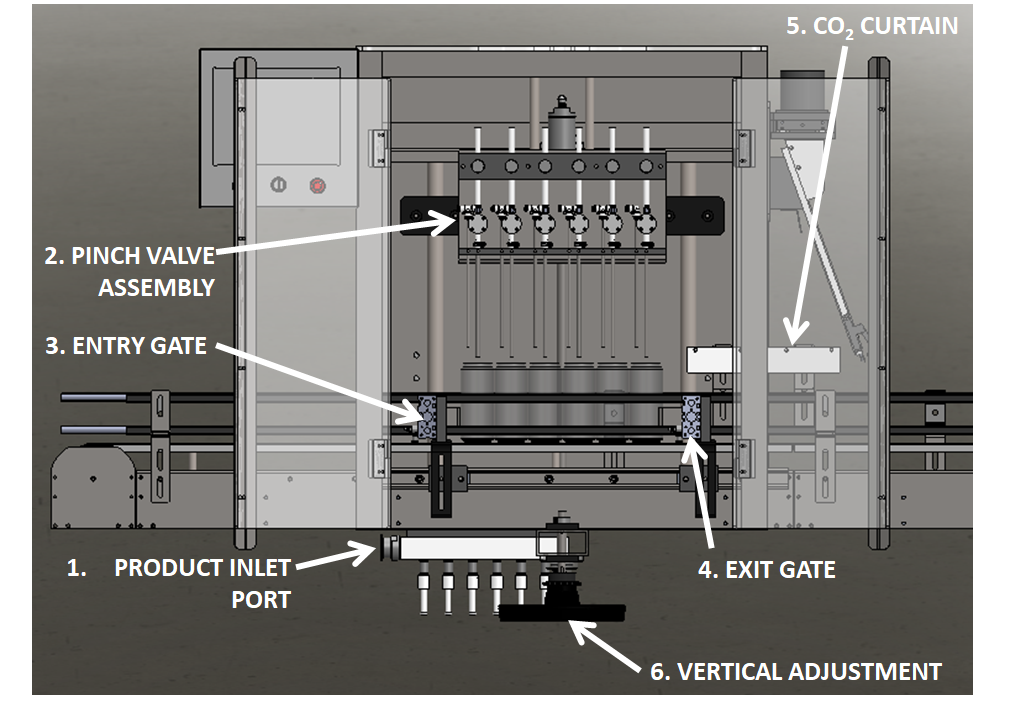 5. CO₂ CURTAIN
2. PINCH VALVE
ASSEMBLY
3. ENTRY GATE
1. PRODUCT INLET
PORT
4. EXIT GATE
6. VERTICAL ADJUSTMENT